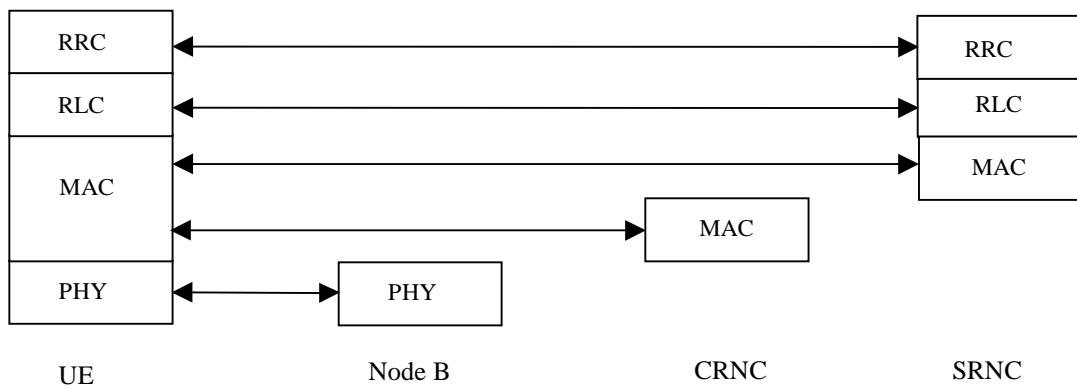 RRC RRC
RLC RLC
MAC MAC
MAC
PHY PHY
UE Node B CRNC SRNC